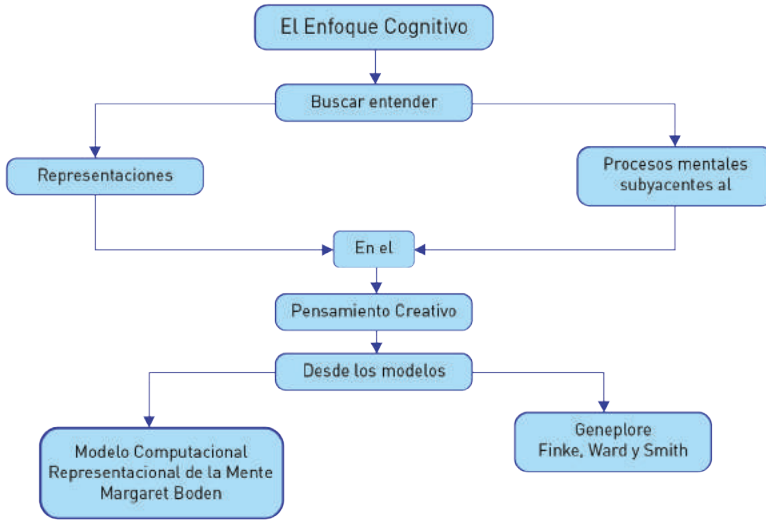 El Enfoque Cognitivo
Buscar entender
Representaciones
Procesos mentales
subyacentes al
En el
Pensamiento Creativo
Desde los modelos
Modelo Computacional
Representacional de la Mente
Margaret Boden
Geneplore
Finke, Ward y Smith